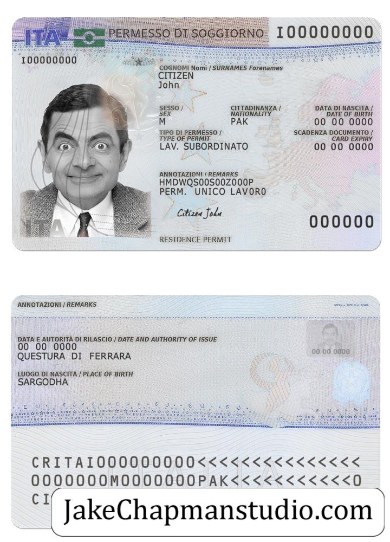 ITA PERMESSO DI SOGGIORNO I00000000
I00000000
COGNOMI Nomi / SURNAMES Forenames
CITIZEN
John
SESSO / SEX CITTADINANZA / NATIONALITY DATA DI NASCITA / DATE OF BIRTH
M PAK 00 00 0000
TIPO DI PERMESSO / TYPE OF PERMIT SCADENZA DOCUMENTO / CARD EXPIRY
LAV. SUBORDINATO 00 00 0000
ANNOTAZIONI / REMARKS
HMDWQS00S00Z000P
PERM. UNICO LAVORO
Citizen John
000000
RESIDENCE PERMIT
ITA
ANNOTAZIONI / REMARKS
DATA E AUTORITÀ DI RILASCIO / DATE AND AUTHORITY OF ISSUE
00 00 0000
QUESTURA DI FERRARA
00 00 0000
LUOGO DI NASCITA / PLACE OF BIRTH
SARGODHA
CRITAI000000000<<<<<<<<<<<<<<<
0000000M0000000PAK<<<<<<<<<<<0
CI
JakeChapmanstudio.com